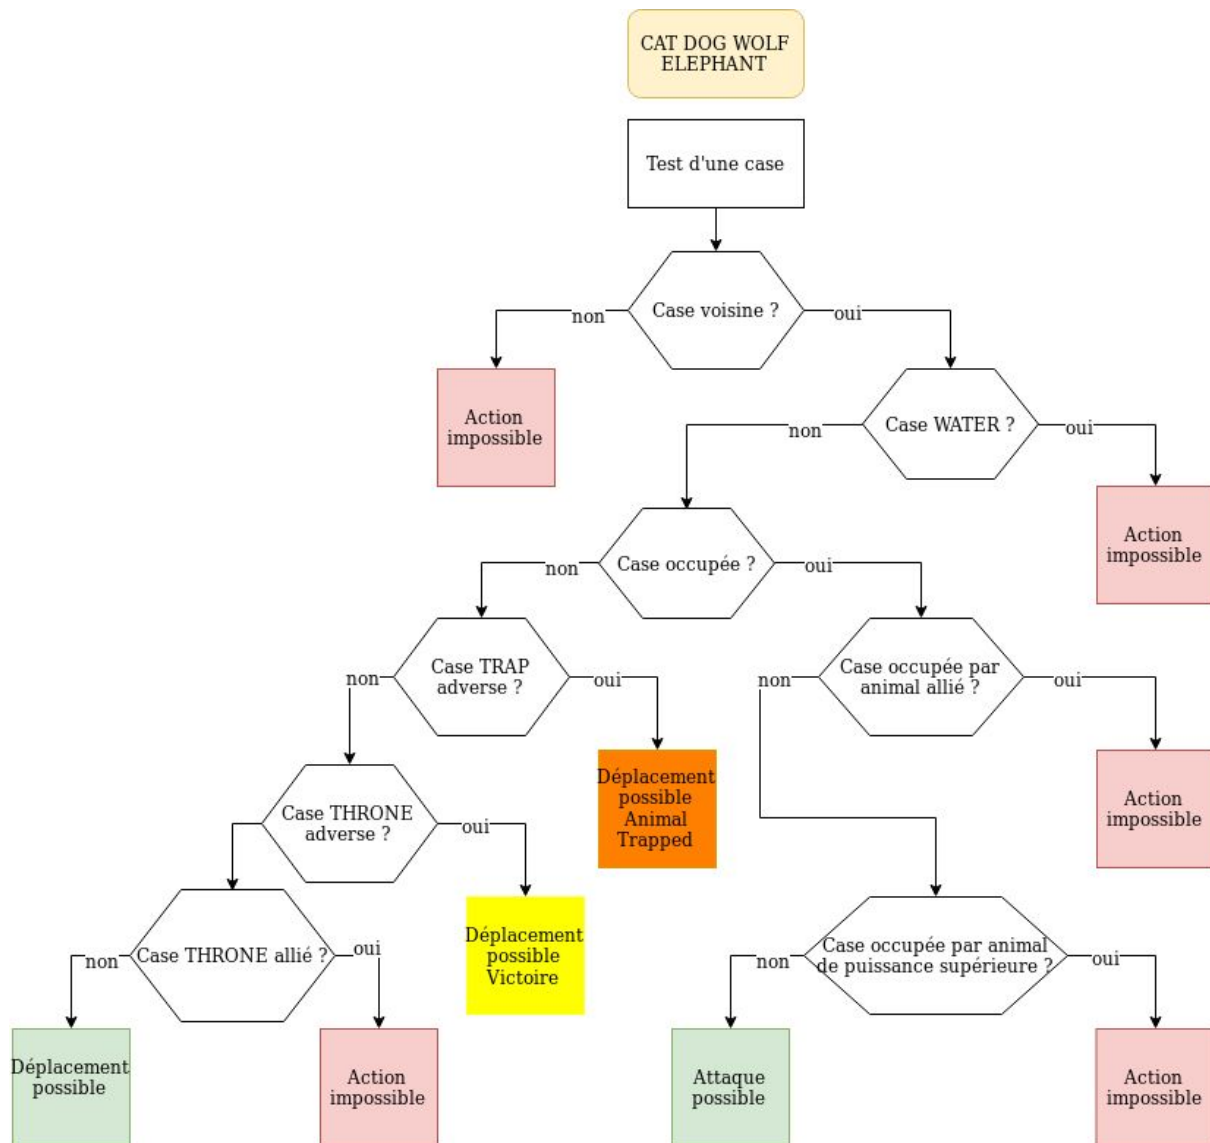 CAT DOG WOLF
ELEPHANT
Test d'une case
Case voisine ?
non
oui
Action
impossible
Case WATER ?
non
oui
Action
impossible
Case occupée ?
non
oui
Case TRAP
adverse ?
non
oui
Case occupée par
animal allié ?
non
oui
Déplacement
possible
Animal
Trapped
Action
impossible
Case THRONE
adverse ?
oui
Déplacement
possible
Victoire
Case THRONE allié ?
non
oui
Case occupée par animal
de puissance supérieure ?
non
oui
Déplacement
possible
Action
impossible
Attaque
possible
Action
impossible